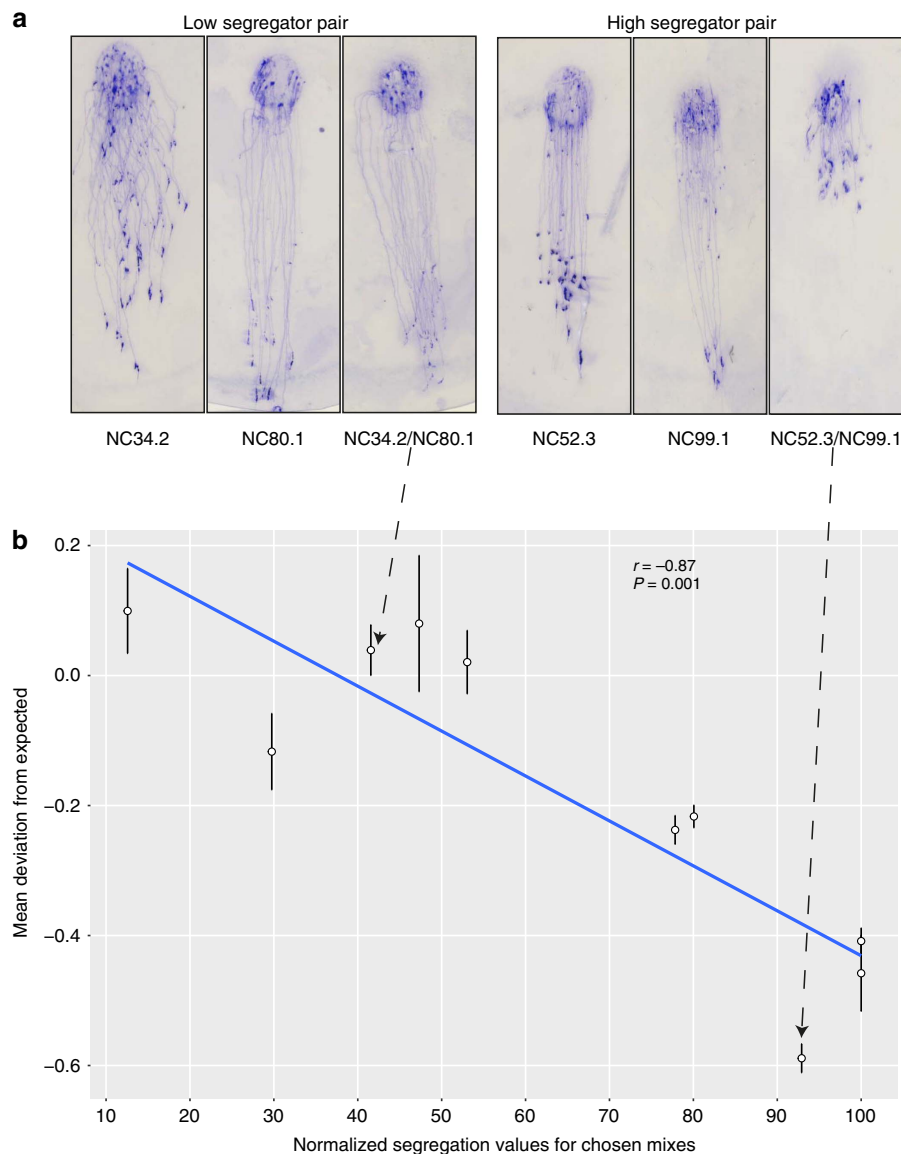 a
Low segregator pair
High segregator pair
NC34.2
NC80.1
NC34.2/NC80.1
NC52.3
NC99.1
NC52.3/NC99.1
b
r = –0.87
P = 0.001
0.2
0.0
–0.2
–0.4
–0.6
Mean deviation from expected
10 20 30 40 50 60 70 80 90 100
Normalized segregation values for chosen mixes